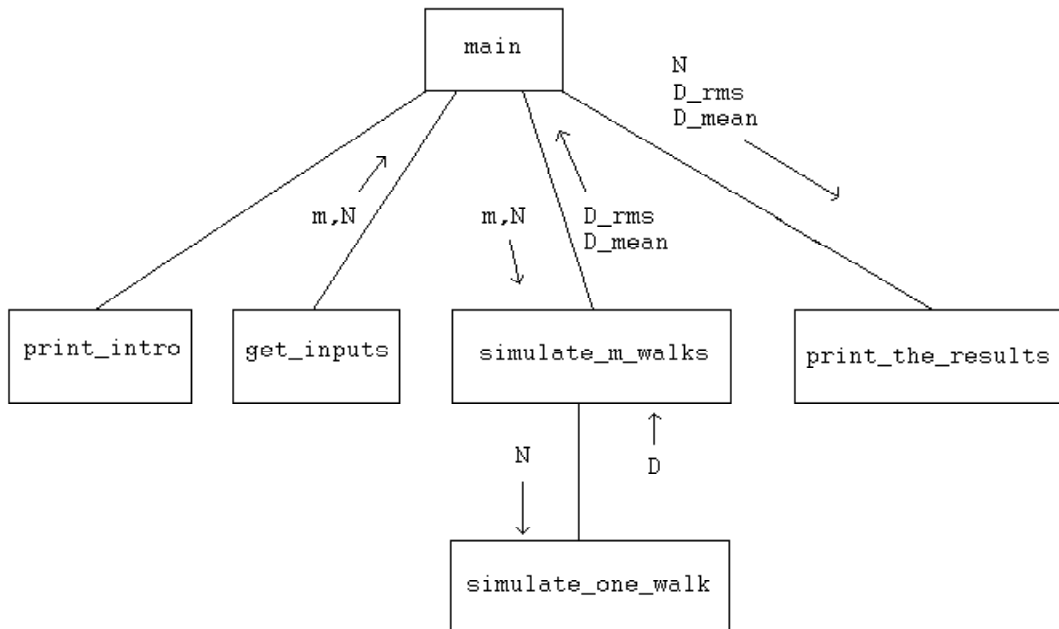 main
N
D_rms
D_mean
m,N
m,N
D_rms
D_mean
print_intro
get_inputs
simulate_m_walks
print_the_results
N
D
simulate_one_walk